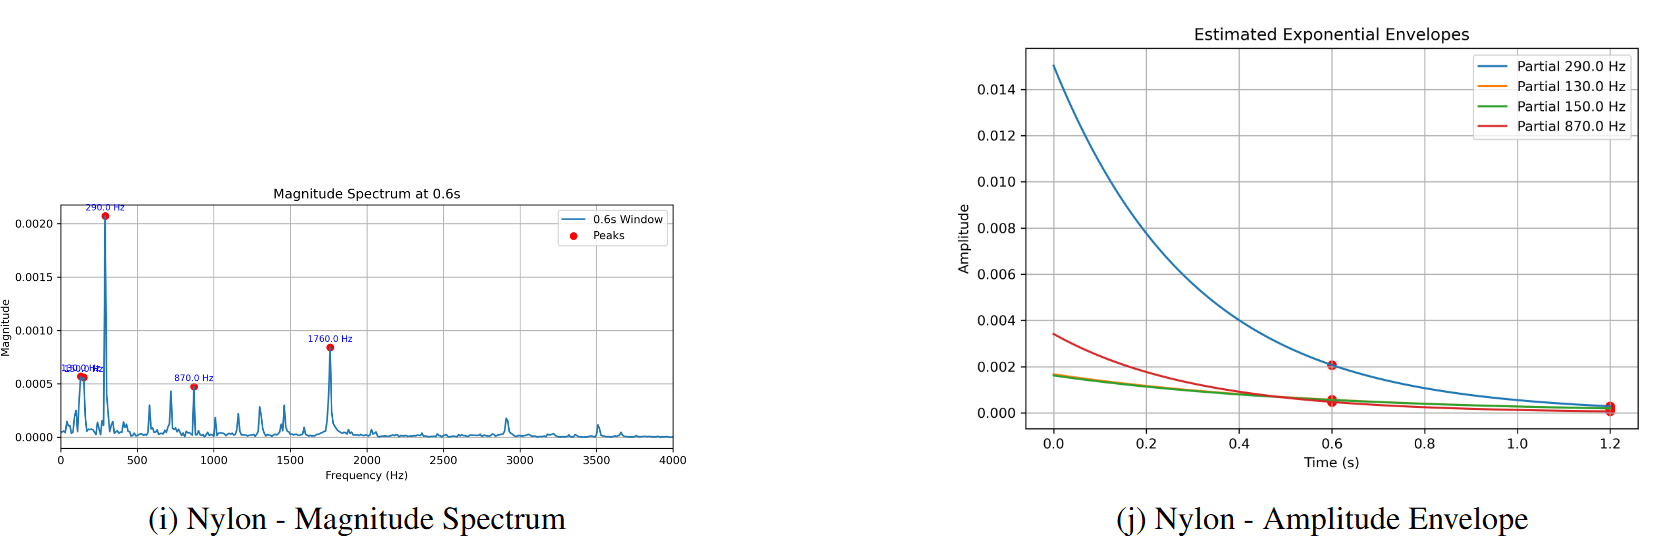 Magnitude Spectrum at 0.6s
290.0 Hz
0.6s Window
Peaks
1760.0 Hz
870.0 Hz
0.0020
0.0015
0.0010
0.0005
0.0000
Magnitude
0 500 1000 1500 2000 2500 3000 3500 4000
Frequency (Hz)
(i) Nylon - Magnitude Spectrum
Estimated Exponential Envelopes
Partial 290.0 Hz
Partial 130.0 Hz
Partial 150.0 Hz
Partial 870.0 Hz
0.014
0.012
0.010
0.008
0.006
0.004
0.002
0.000
Amplitude
0.0 0.2 0.4 0.6 0.8 1.0 1.2
Time (s)
(j) Nylon - Amplitude Envelope